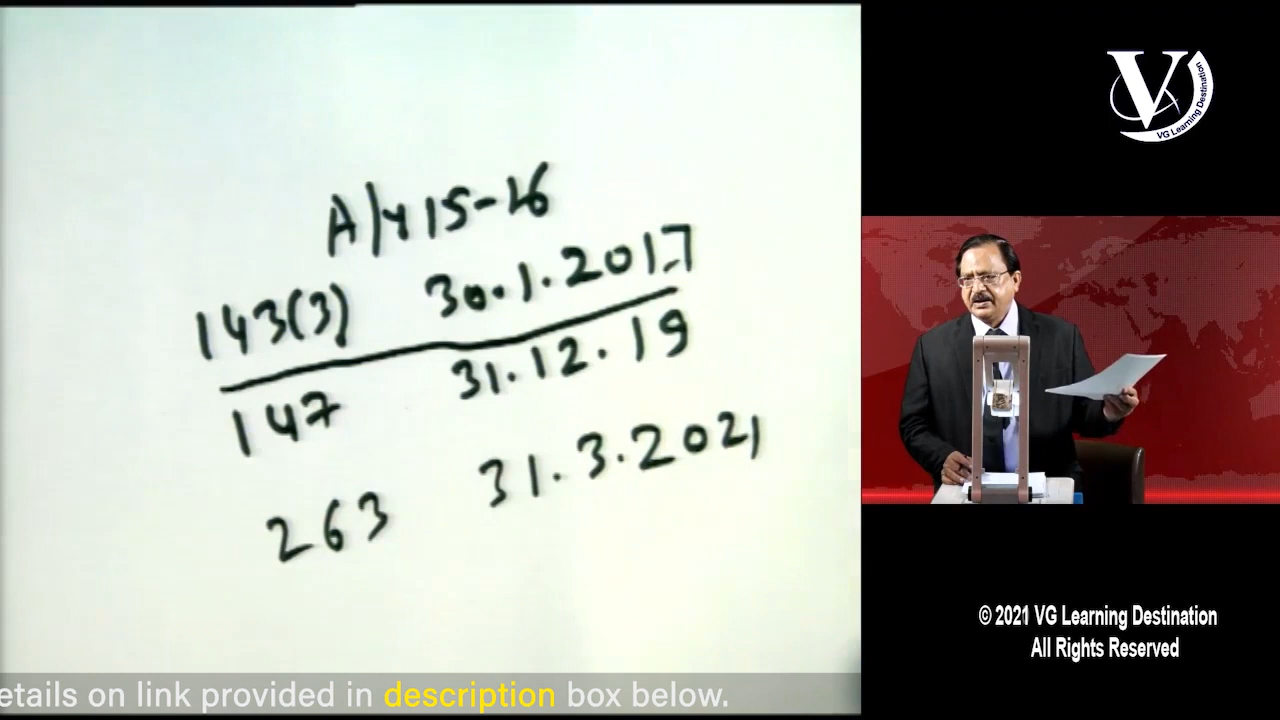 A/Y 15-16
143(3) 30.1.2017
147 31.12.19
263 31.3.2021
V
VG Learning Destination
© 2021 VG Learning Destination
All Rights Reserved
etails on link provided in description box below.